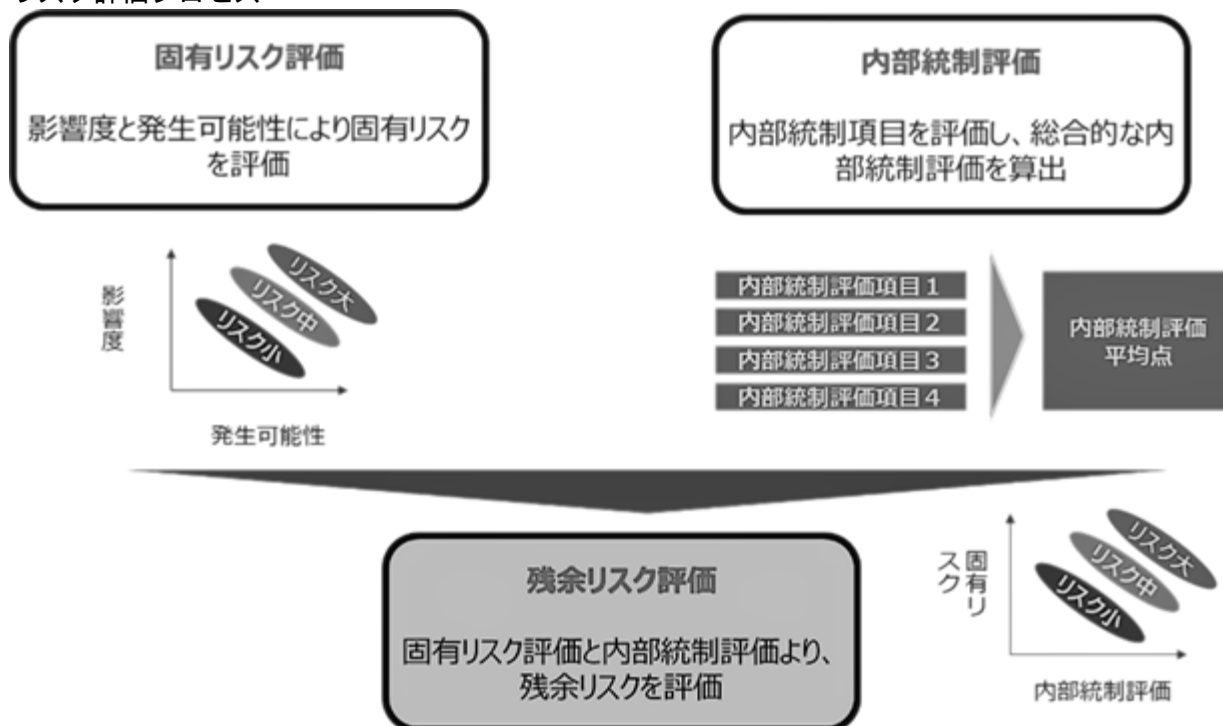 リスク評価プロセス
固有リスク評価
影響度と発生可能性により固有リスク
を評価
内部統制評価
内部統制項目を評価し、総合的な内
部統制評価を算出
影響度
リスク大
リスク中
リスク小
発生可能性
内部統制評価項目1
内部統制評価項目2
内部統制評価項目3
内部統制評価項目4
内部統制評価
平均点
残余リスク評価
固有リスク評価と内部統制評価より、
残余リスクを評価
固有リ
スク
リスク大
リスク中
リスク小
内部統制評価